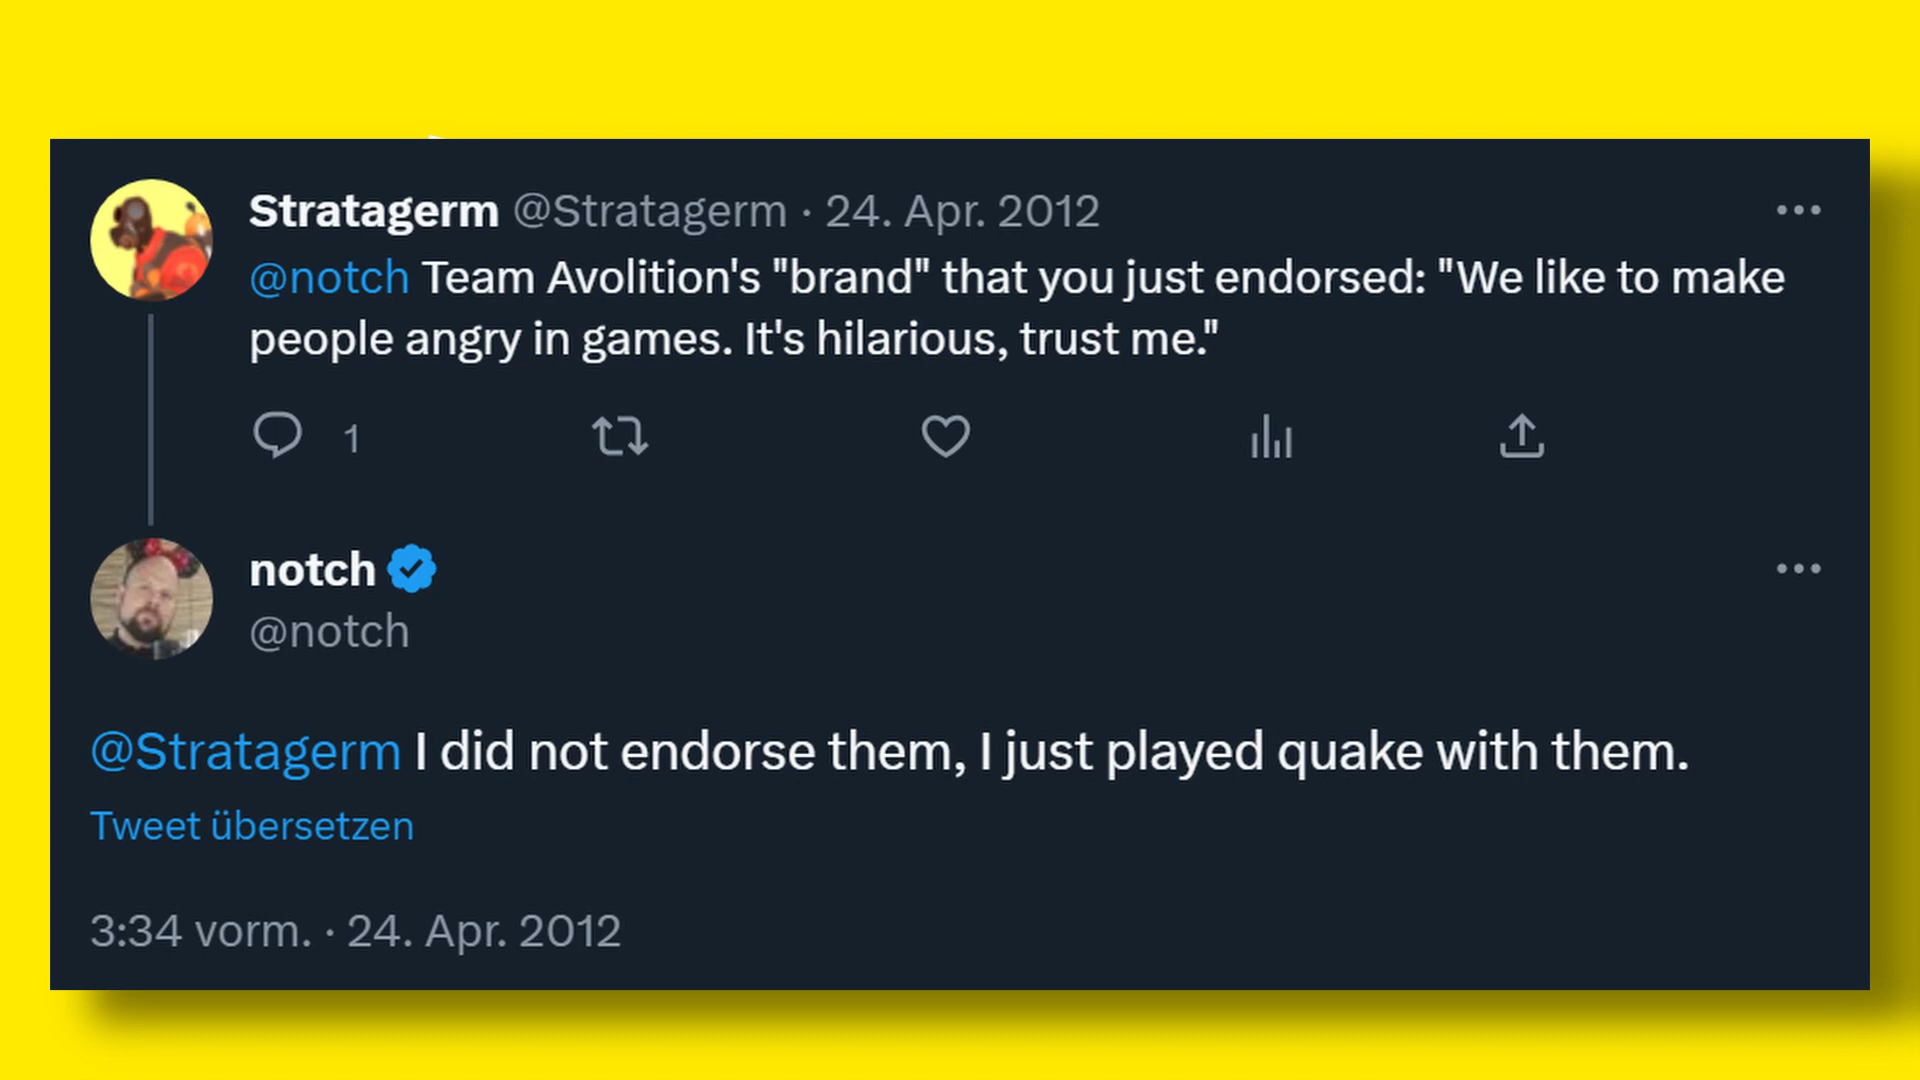 Stratagerm @Stratagerm · 24. Apr. 2012
@notch Team Avolition's "brand" that you just endorsed: "We like to make
people angry in games. It's hilarious, trust me."
1
notch
@notch
@Stratagerm I did not endorse them, I just played quake with them.
Tweet übersetzen
3:34 vorm. · 24. Apr. 2012